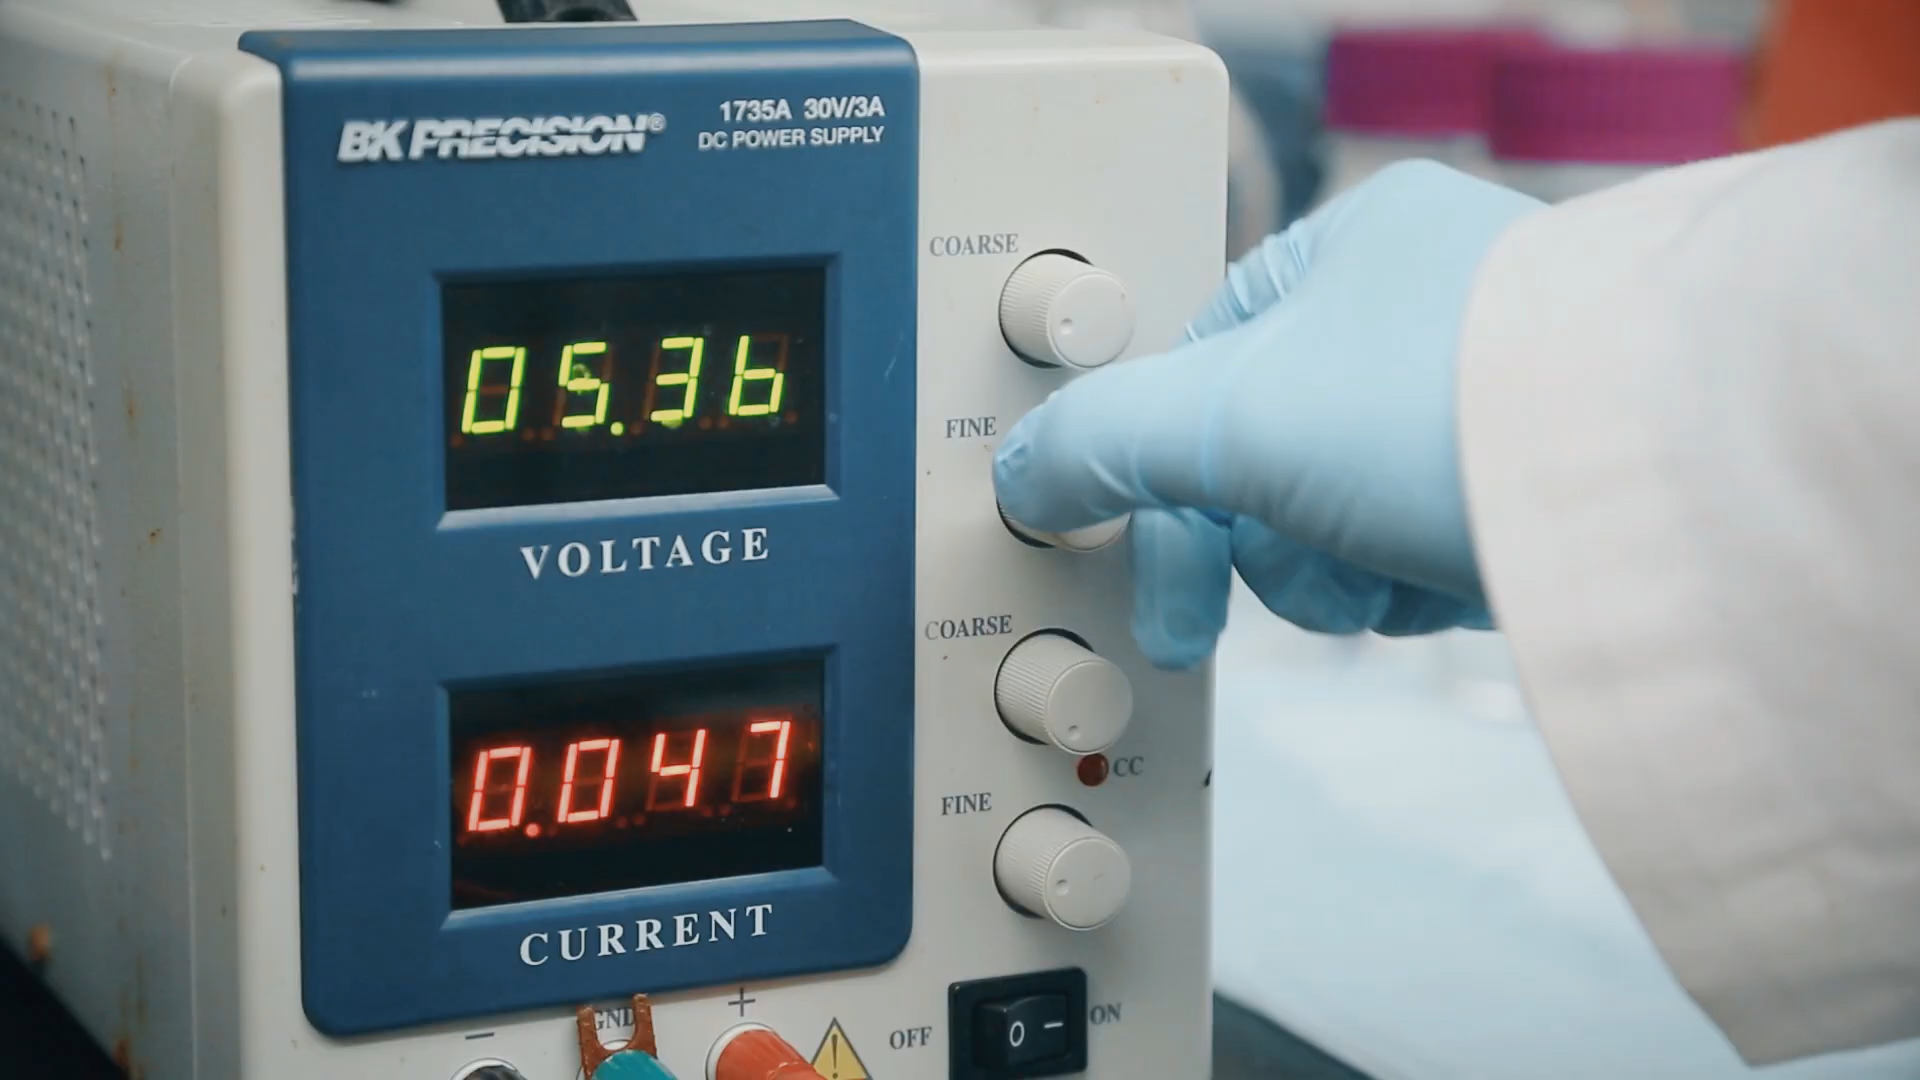 BK PRECISION®
1735A 30V/3A
DC POWER SUPPLY
05.36
VOLTAGE
0.047
CURRENT
COARSE
FINE
COARSE
CC
FINE
− GND +
OFF
O −
ON